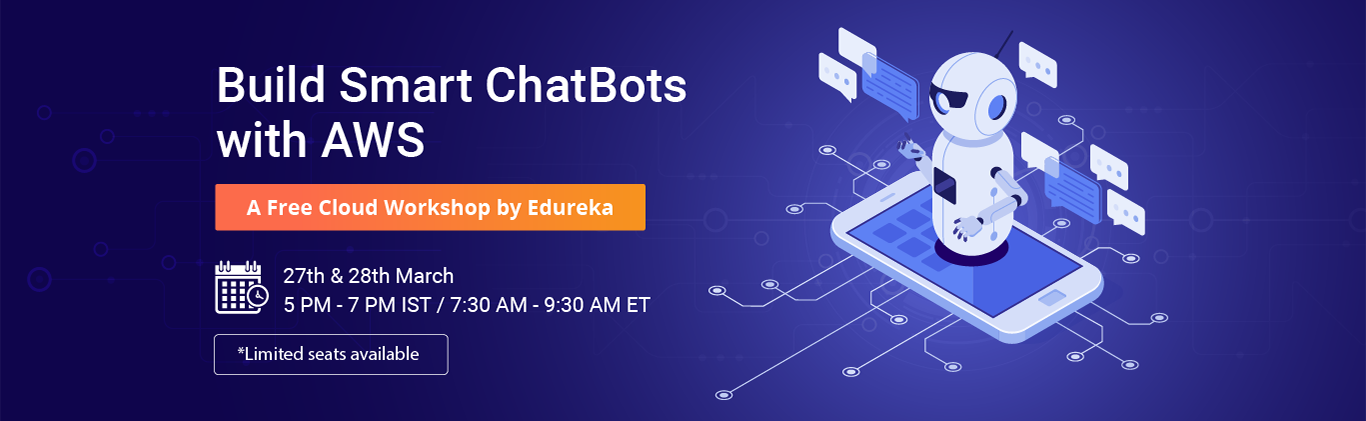 Build Smart ChatBots
with AWS
A Free Cloud Workshop by Edureka
27th & 28th March
5 PM - 7 PM IST / 7:30 AM - 9:30 AM ET
*Limited seats available